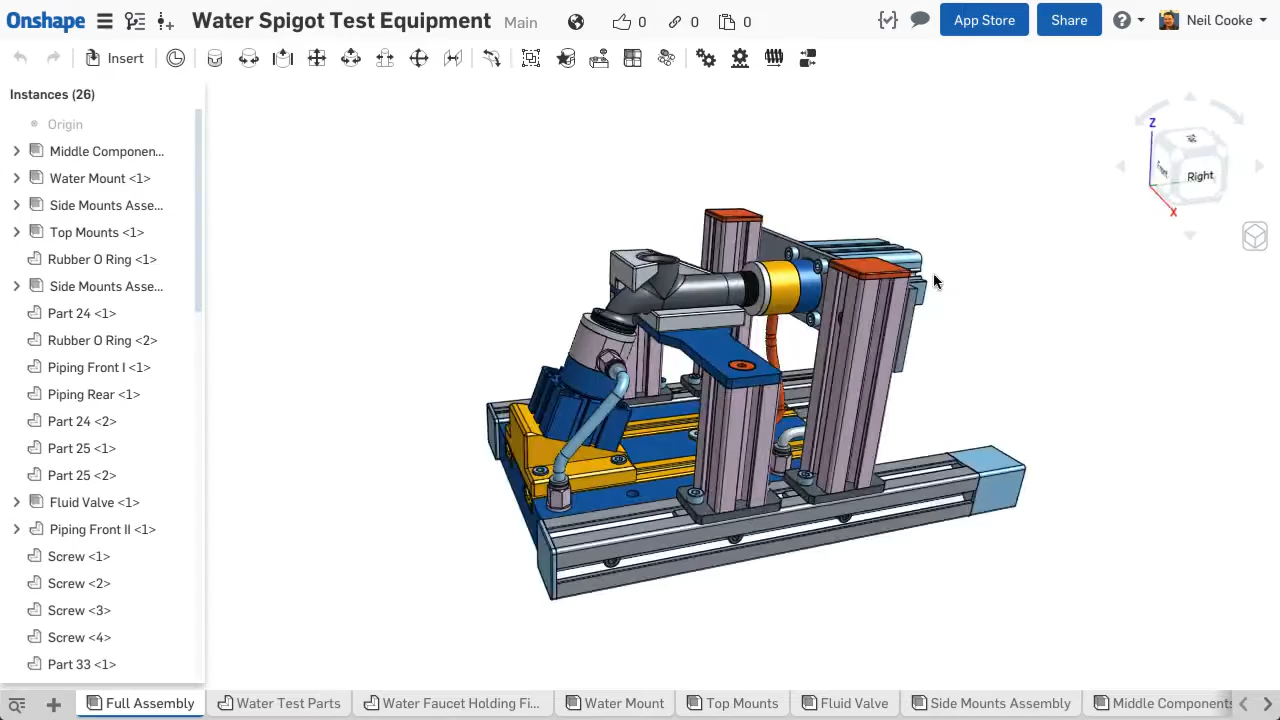 Onshape Water Spigot Test Equipment Main 0 0 0 App Store Share Neil Cooke
Insert
Instances (26)
Origin
Middle Componen...
Water Mount <1>
Side Mounts Asse...
Top Mounts <1>
Rubber O Ring <1>
Side Mounts Asse...
Part 24 <1>
Rubber O Ring <2>
Piping Front I <1>
Piping Rear <1>
Part 24 <2>
Part 25 <1>
Part 25 <2>
Fluid Valve <1>
Piping Front II <1>
Screw <1>
Screw <2>
Screw <3>
Screw <4>
Part 33 <1>
Z
Front
Right
X
Full Assembly Water Test Parts Water Faucet Holding Fi... Water Mount Top Mounts Fluid Valve Side Mounts Assembly Middle Components